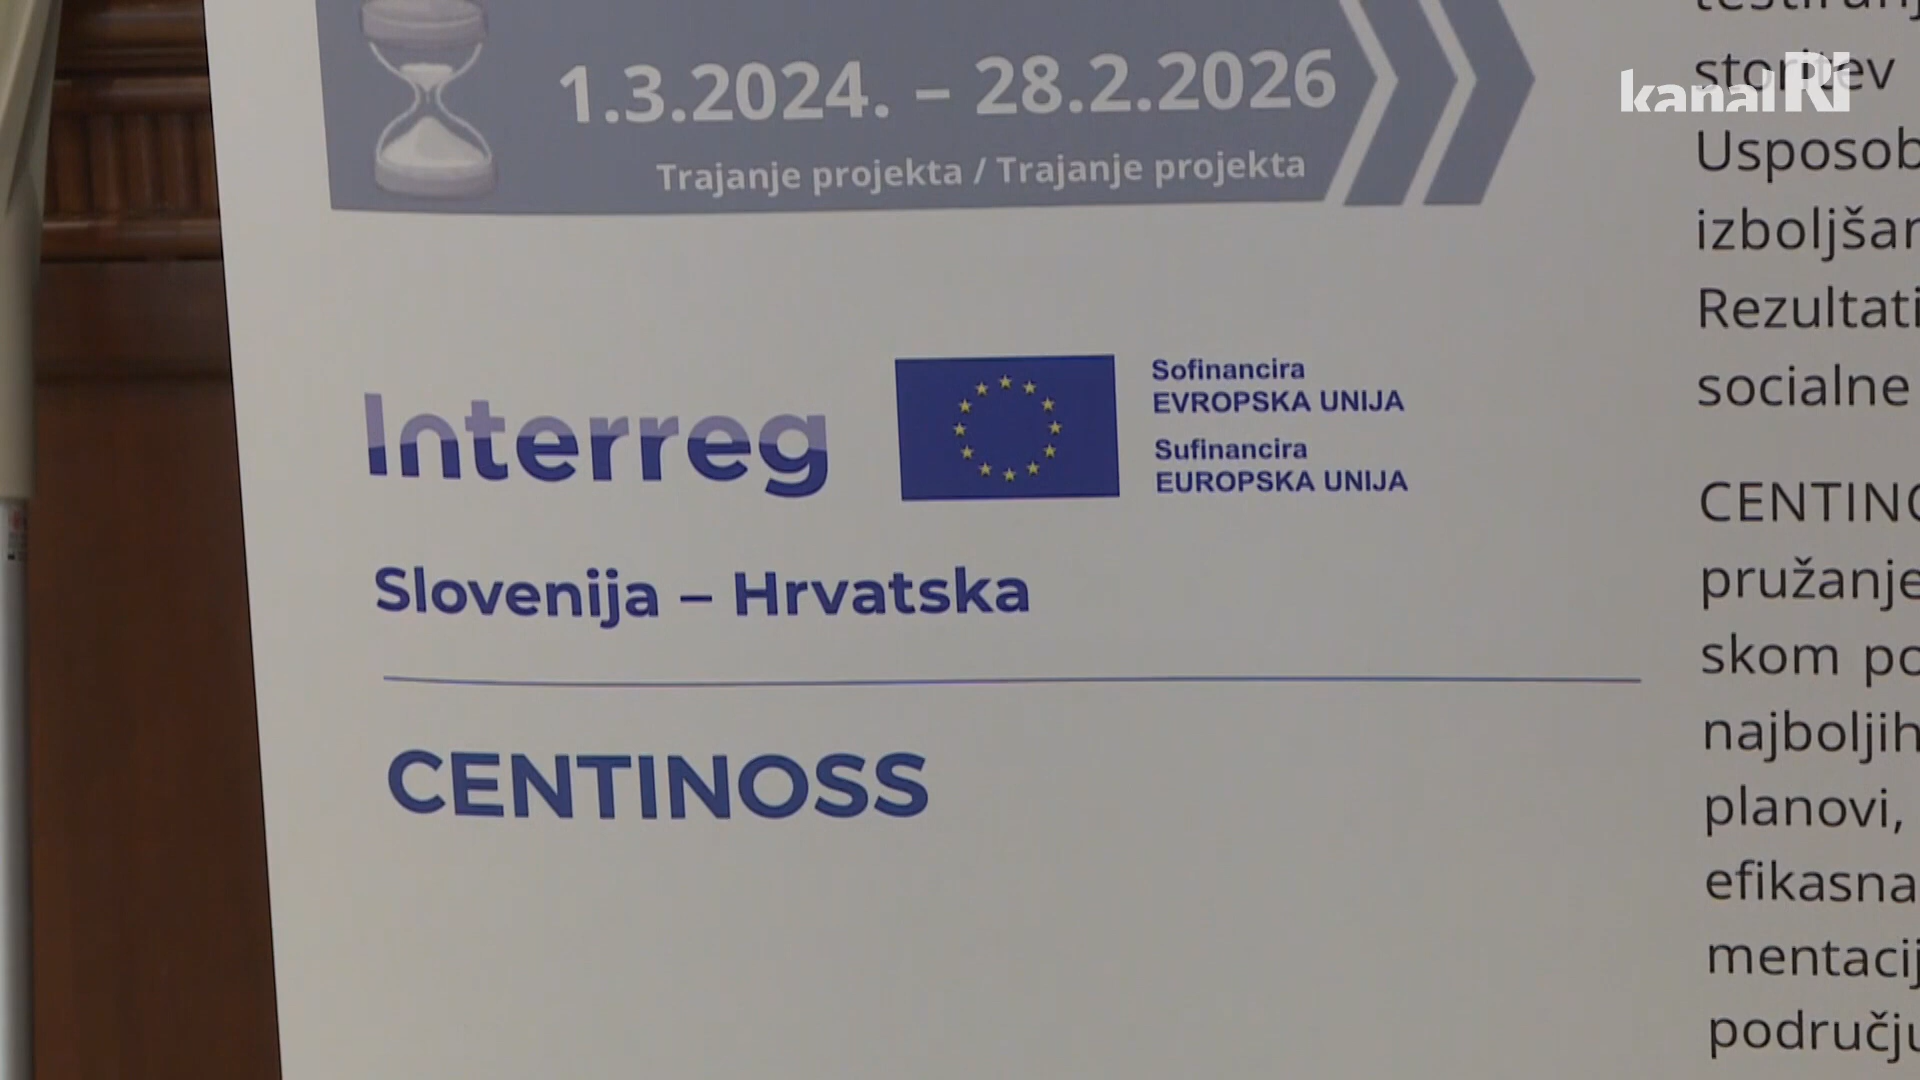 1.3.2024. – 28.2.2026
Trajanje projekta / Trajanje projekta
Interreg
Sofinancira
EVROPSKA UNIJA
Sufinancira
EUROPSKA UNIJA
Slovenija – Hrvatska
CENTINOSS
kanal Ri
Usposob
izboljšan
Rezultati
socialne
CENTINO
pružanje
skom po
najboljih
planovi,
efikasna
mentacij
području